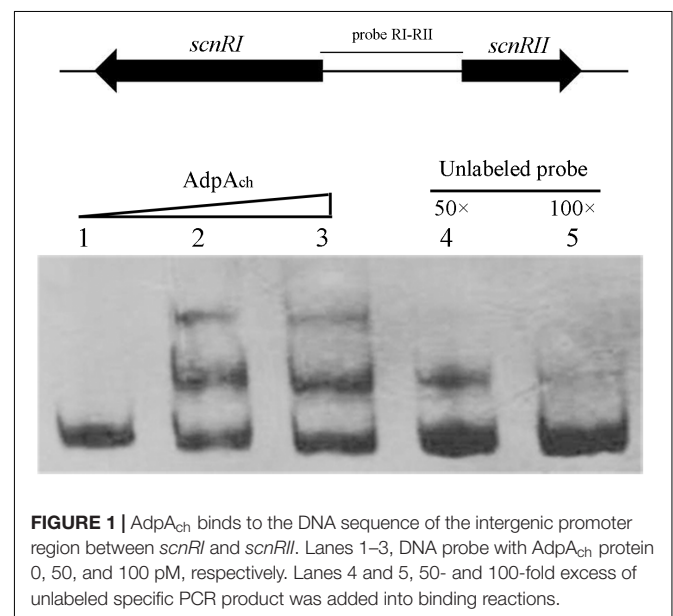 scnRI
probe RI-RII
scnRII
AdpAch
Unlabeled probe
50×
100×
1
2
3
4
5
FIGURE 1 | AdpAch binds to the DNA sequence of the intergenic promoter
region between scnRI and scnRII. Lanes 1–3, DNA probe with AdpAch protein
0, 50, and 100 pM, respectively. Lanes 4 and 5, 50- and 100-fold excess of
unlabeled specific PCR product was added into binding reactions.